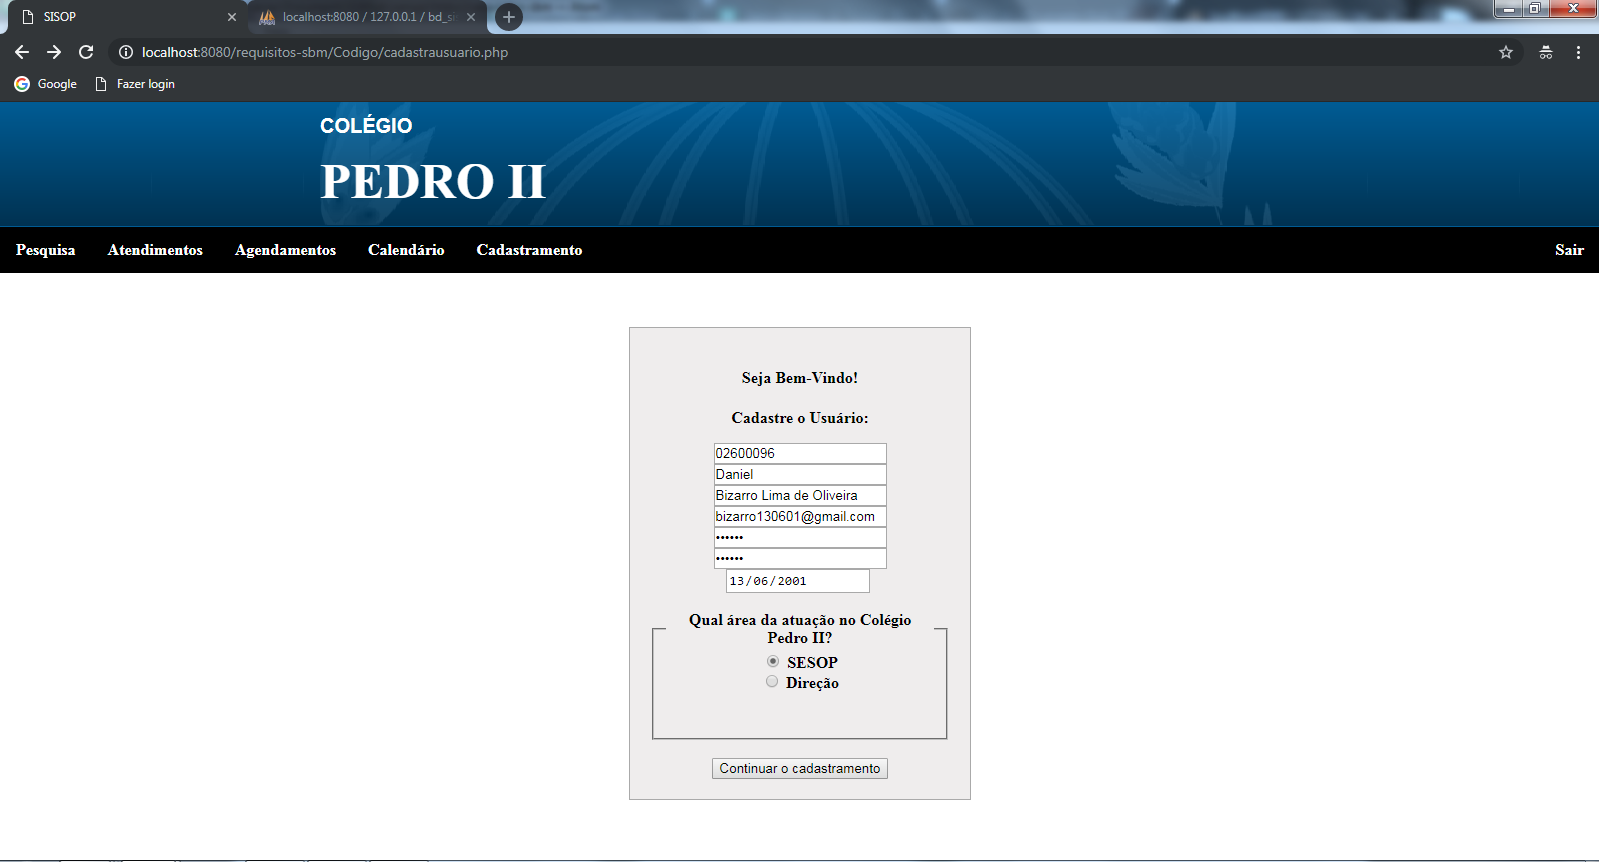 SISOP
localhost:8080 / 127.0.0.1 / bd_si
localhost:8080/requisitos-sbm/Codigo/cadastrausuario.php
Google Fazer login
COLÉGIO
PEDRO II
Pesquisa Atendimentos Agendamentos Calendário Cadastramento Sair
Seja Bem-Vindo!
Cadastre o Usuário:
02600096
Daniel
Bizarro Lima de Oliveira
bizarro130601@gmail.com
••••••
••••••
13/06/2001
Qual área da atuação no Colégio
Pedro II?
SESOP
Direção
Continuar o cadastramento